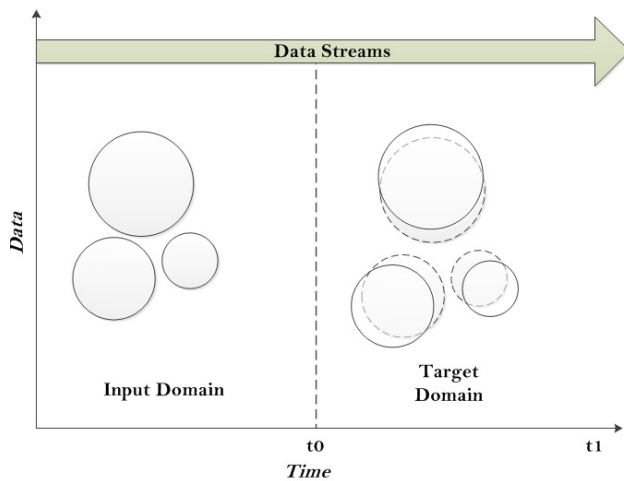 Data Streams
Data
Input Domain
Target
Domain
t0
t1
Time